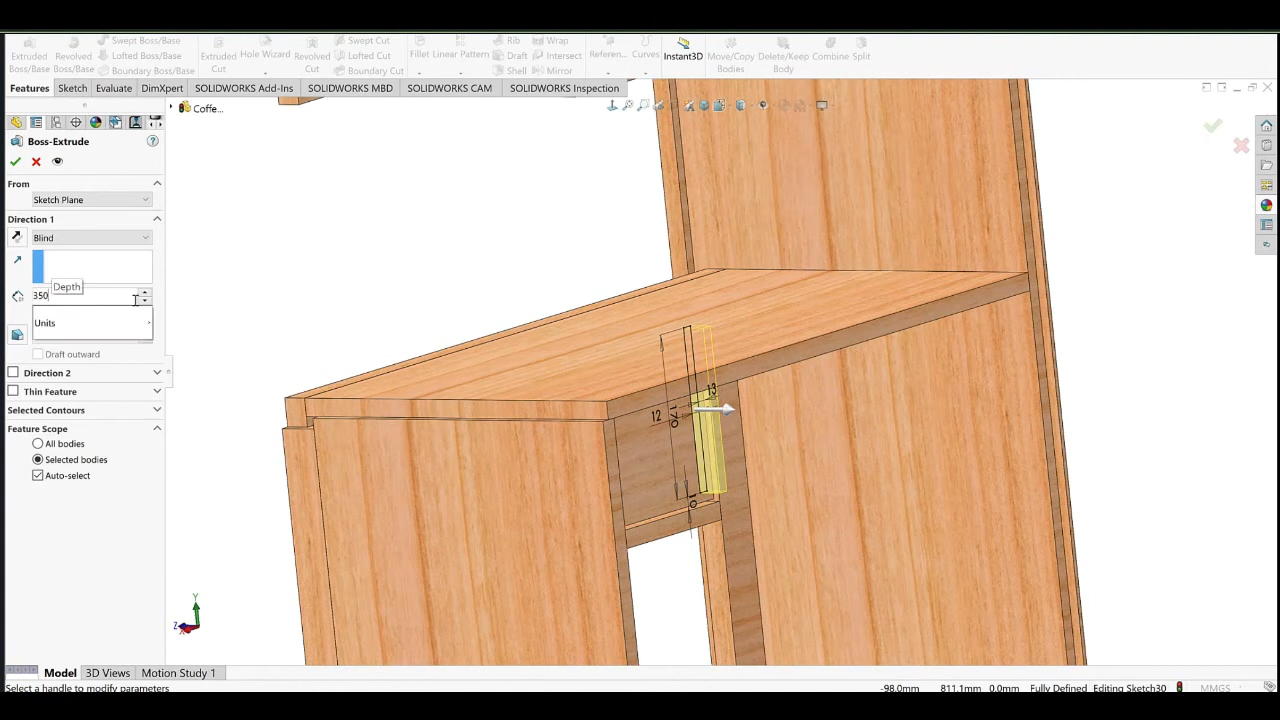 Extruded Boss/Base
Revolved Boss/Base
Swept Boss/Base
Lofted Boss/Base
Boundary Boss/Base
Extruded Cut
Hole Wizard
Revolved Cut
Swept Cut
Lofted Cut
Boundary Cut
Fillet
Linear Pattern
Rib
Draft
Shell
Wrap
Intersect
Mirror
Referen...
Curves
Instant3D
Move/Copy Bodies
Delete/Keep Body
Combine
Split
Features
Sketch
Evaluate
DimXpert
SOLIDWORKS Add-Ins
SOLIDWORKS MBD
SOLIDWORKS CAM
SOLIDWORKS Inspection
Coffe...
Boss-Extrude
From
Sketch Plane
Direction 1
Blind
Depth
350
Units
Draft outward
Direction 2
Thin Feature
Selected Contours
Feature Scope
All bodies
Selected bodies
Auto-select
13
12
170
10
Y
Z
X
Model
3D Views
Motion Study 1
Select a handle to modify parameters
-98.0mm
811.1mm
0.0mm
Fully Defined
Editing Sketch30
MMGS